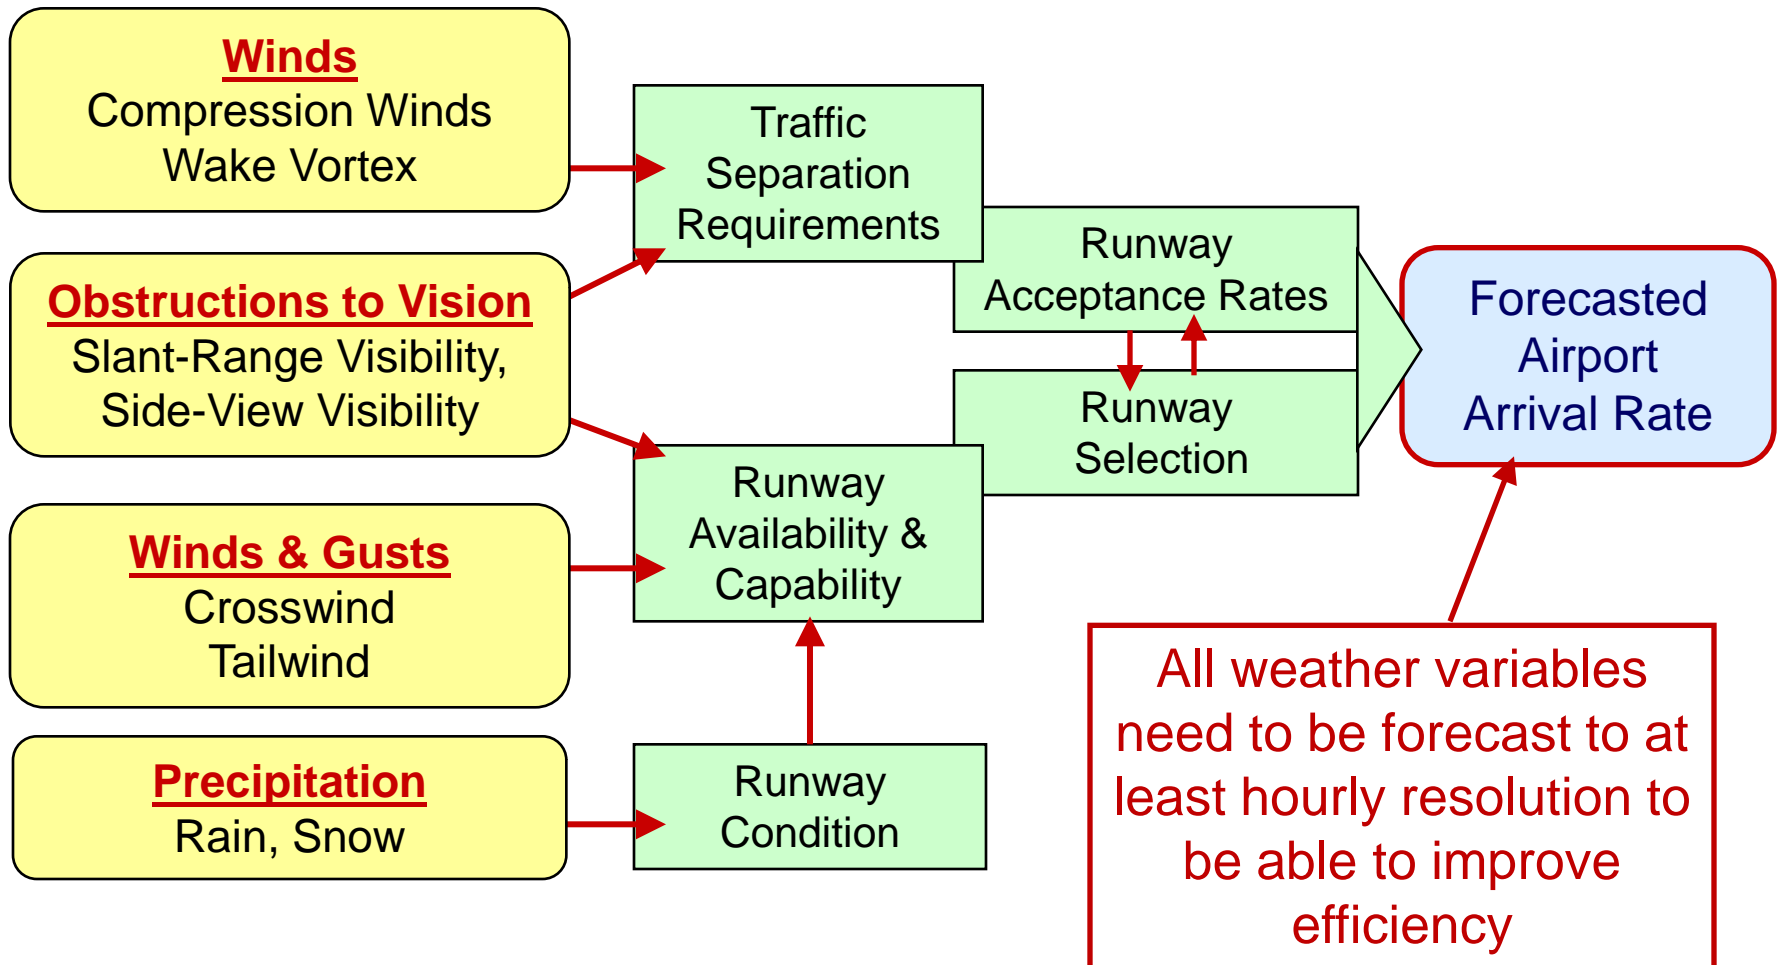 Winds
Compression Winds
Wake Vortex
Obstructions to Vision
Slant-Range Visibility,
Side-View Visibility
Winds & Gusts
Crosswind
Tailwind
Precipitation
Rain, Snow
Traffic
Separation
Requirements
Runway
Availability &
Capability
Runway
Condition
Runway
Acceptance Rates
Runway
Selection
Forecasted
Airport
Arrival Rate
All weather variables
need to be forecast to at
least hourly resolution to
be able to improve
efficiency